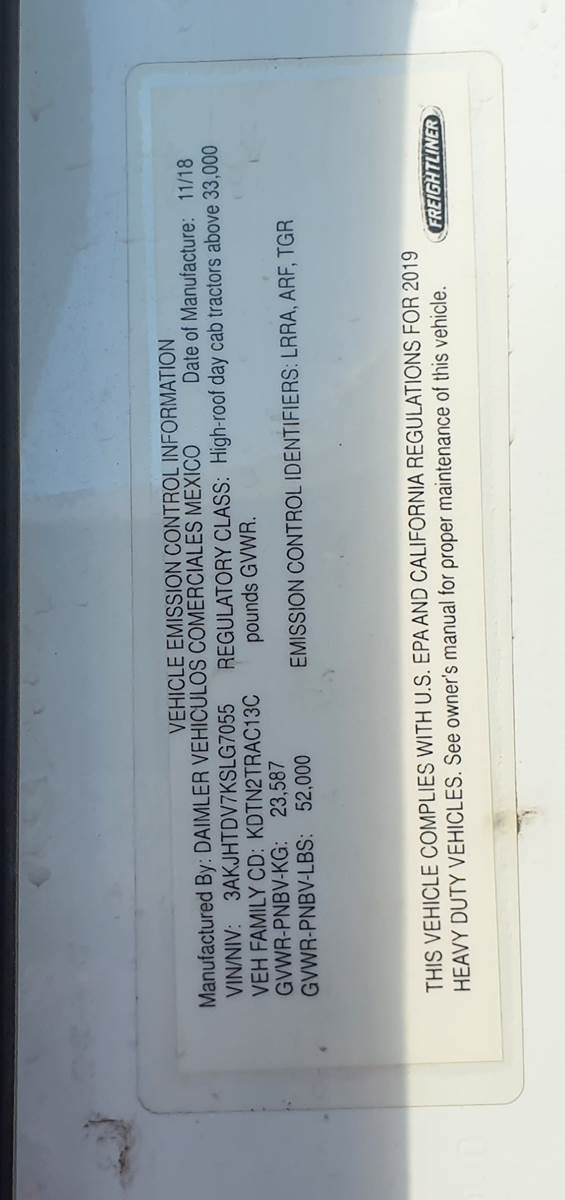 VEHICLE EMISSION CONTROL INFORMATION
Manufactured By: DAIMLER VEHICULOS COMERCIALES MEXICO Date of Manufacture: 11/18
VIN/NIV: 3AKJHTDV7KSLG7055 REGULATORY CLASS: High-roof day cab tractors above 33,000
VEH FAMILY CD: KDTN2TRAC13C pounds GVWR.
GVWR-PNBV-KG: 23,587
GVWR-PNBV-LBS: 52,000 EMISSION CONTROL IDENTIFIERS: LRRA, ARF, TGR
THIS VEHICLE COMPLIES WITH U.S. EPA AND CALIFORNIA REGULATIONS FOR 2019
HEAVY DUTY VEHICLES. See owner's manual for proper maintenance of this vehicle.
FREIGHTLINER